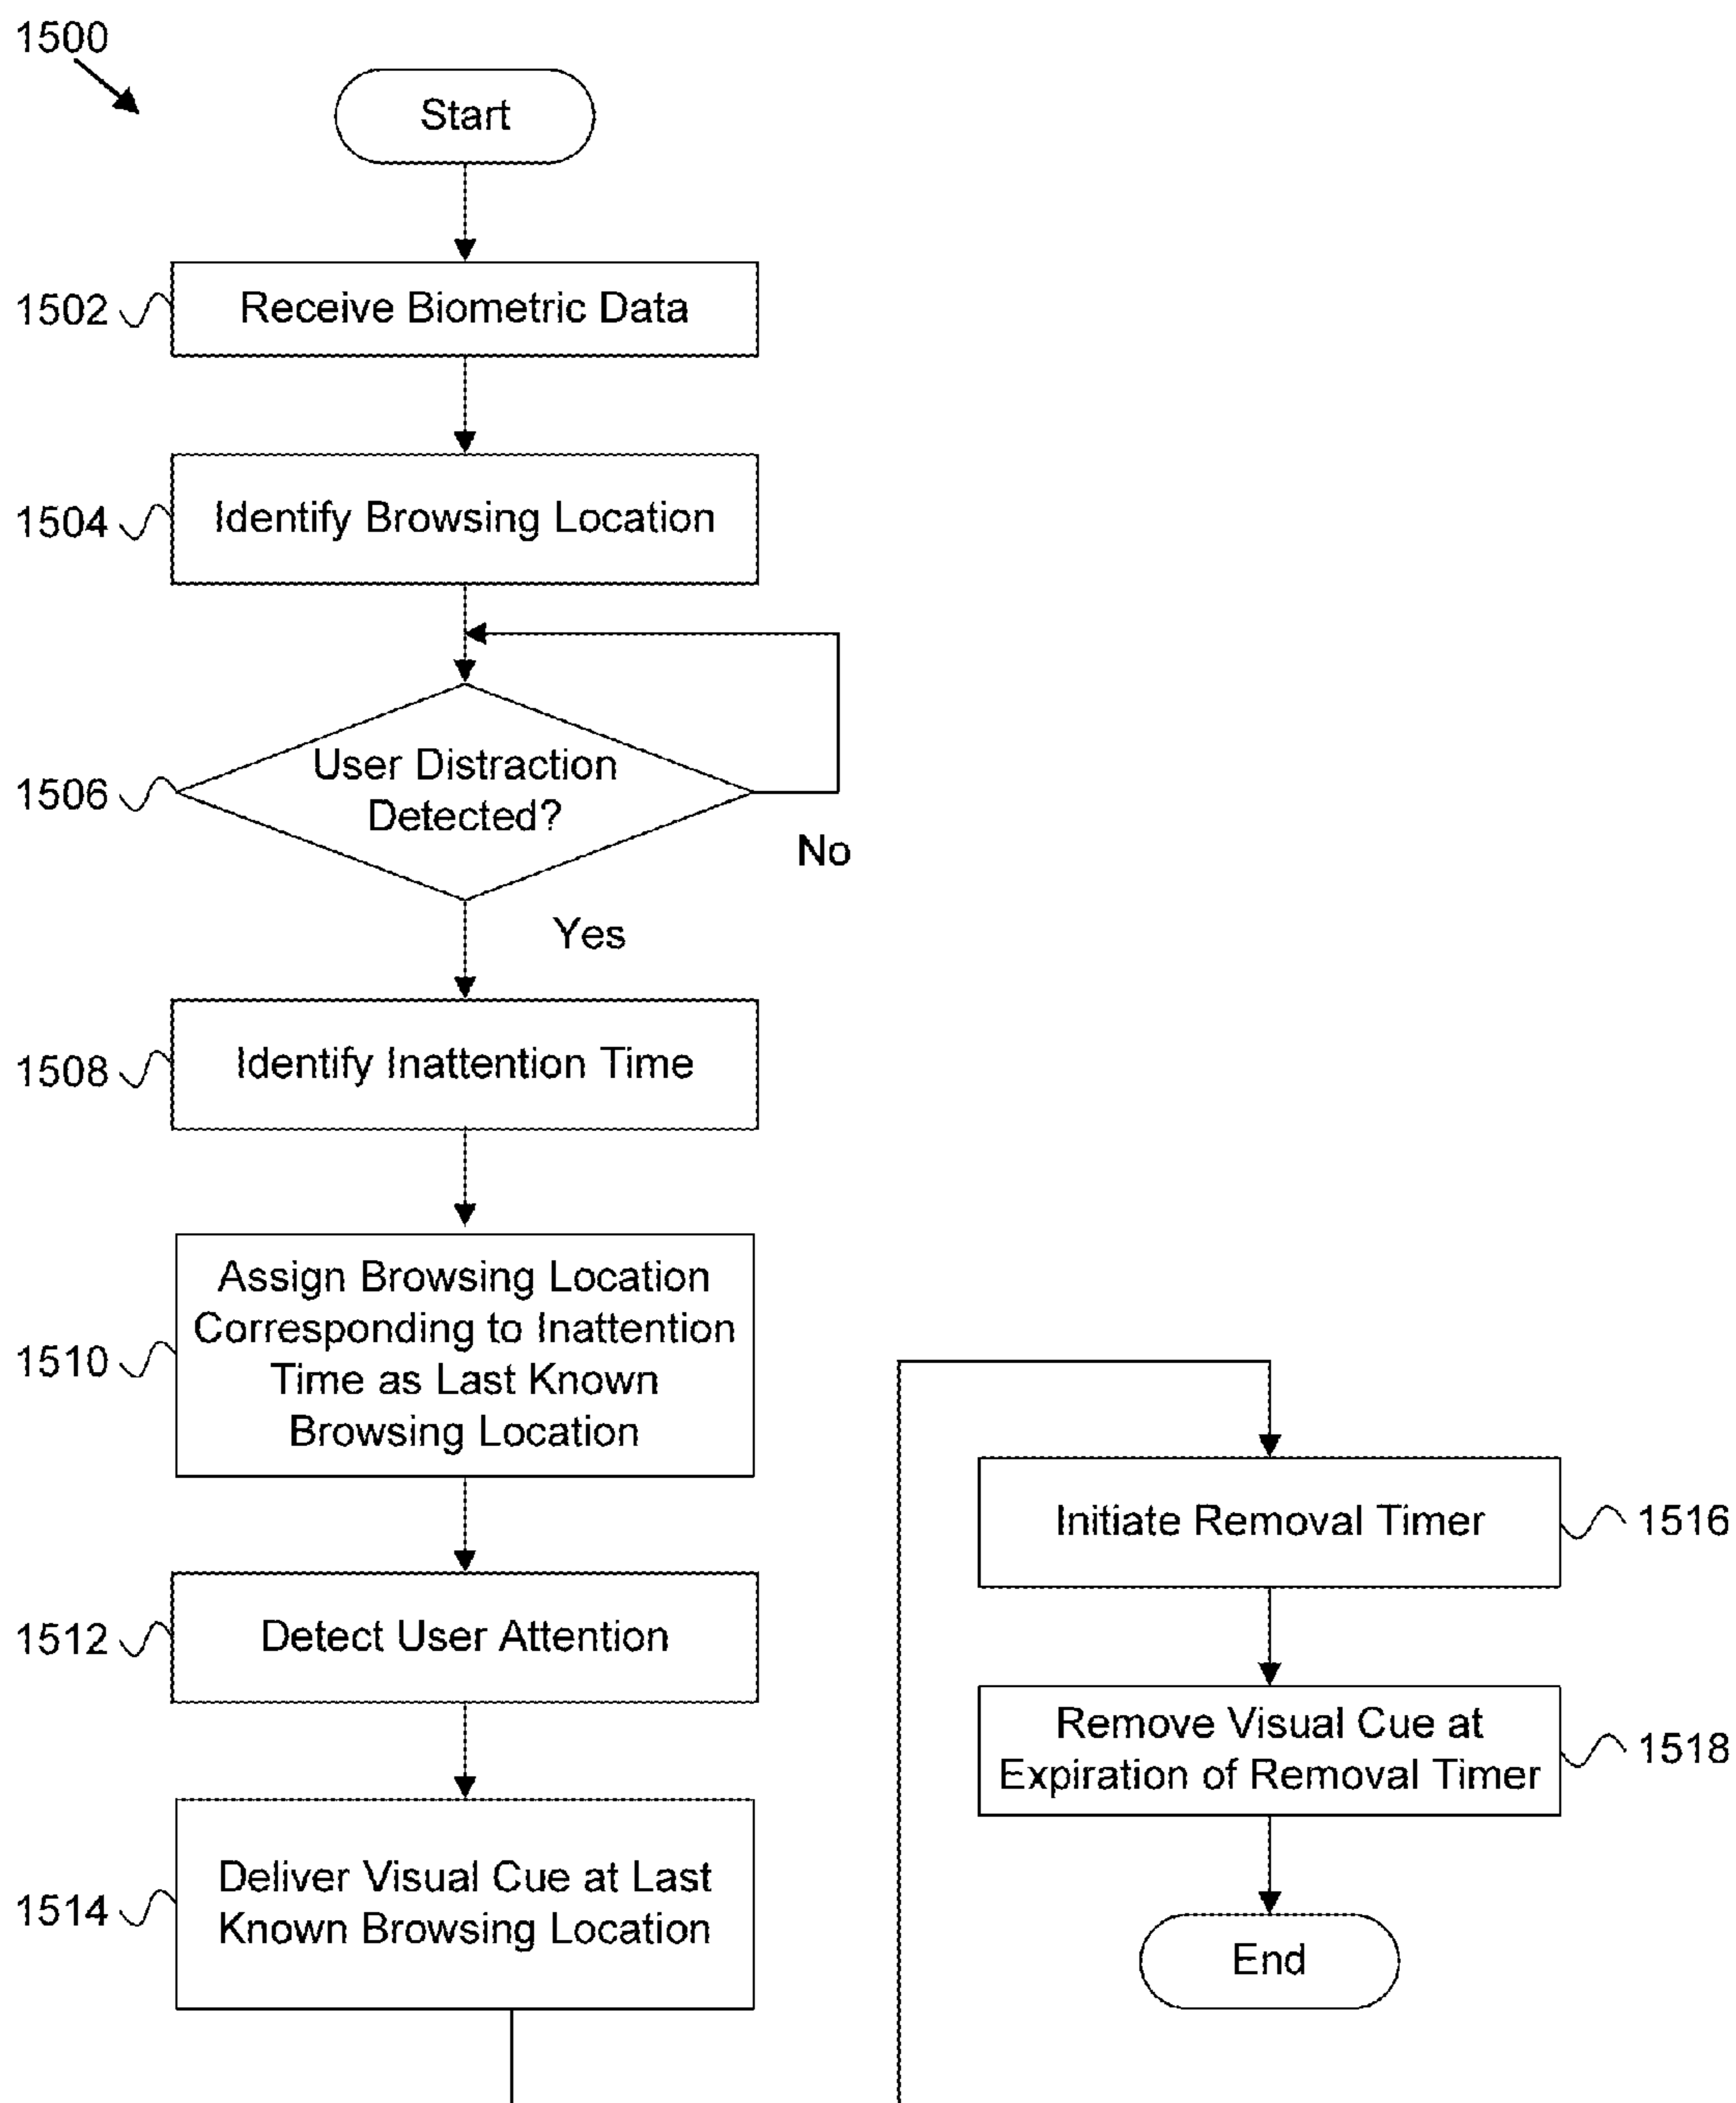 1500
Start
1502
Receive Biometric Data
1504
Identify Browsing Location
1506
User Distraction
Detected?
No
Yes
1508
Identify Inattention Time
1510
Assign Browsing Location
Corresponding to Inattention
Time as Last Known
Browsing Location
1512
Detect User Attention
1514
Deliver Visual Cue at Last
Known Browsing Location
Initiate Removal Timer
1516
Remove Visual Cue at
Expiration of Removal Timer
1518
End